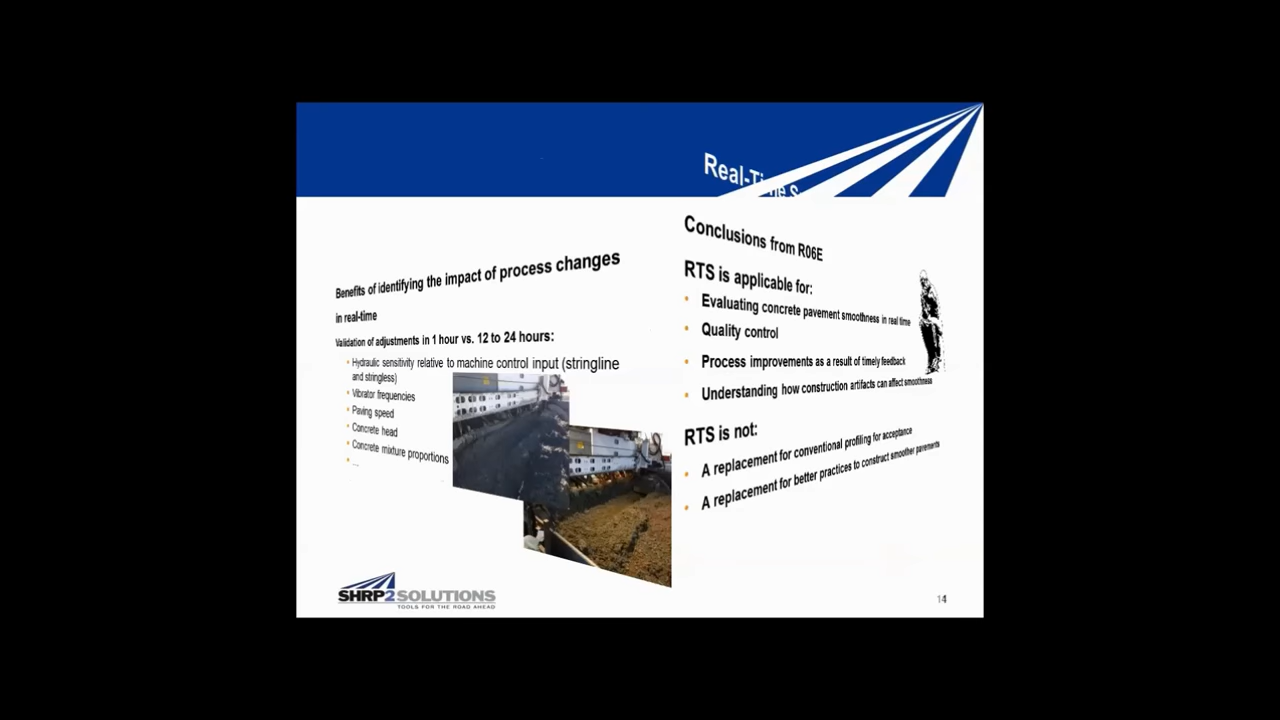 Real-Time S
Benefits of identifying the impact of process changes
in real-time
Validation of adjustments in 1 hour vs. 12 to 24 hours:
• Hydraulic sensitivity relative to machine control input (stringline
and stringless)
• Vibrator frequencies
• Paving speed
• Concrete head
• Concrete mixture proportions
• ...
Conclusions from R06E
RTS is applicable for:
• Evaluating concrete pavement smoothness in real time
• Quality control
• Process improvements as a result of timely feedback
• Understanding how construction artifacts can affect smoothness
RTS is not:
• A replacement for conventional profiling for acceptance
• A replacement for better practices to construct smoother pavements
SHRP2SOLUTIONS
TOOLS FOR THE ROAD AHEAD
14